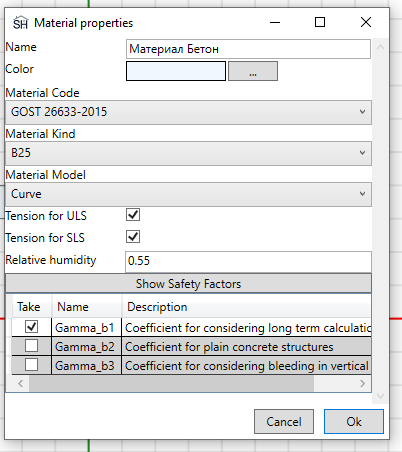 SH Material properties
Name Материал Бетон
Color ...
Material Code
GOST 26633-2015
Material Kind
B25
Material Model
Curve
Tension for ULS
Tension for SLS
Relative humidity 0.55
Show Safety Factors
Take Name Description
Gamma_b1 Coefficient for considering long term calculatio
Gamma_b2 Coefficient for plain concrete structures
Gamma_b3 Coefficient for considering bleeding in vertical
Cancel Ok